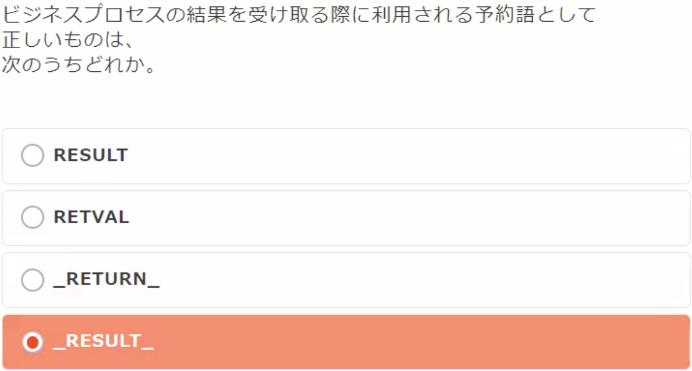 ビジネスプロセスの結果を受け取る際に利用される予約語として
正しいものは、
次のうちどれか。
RESULT
RETVAL
_RETURN_
_RESULT_